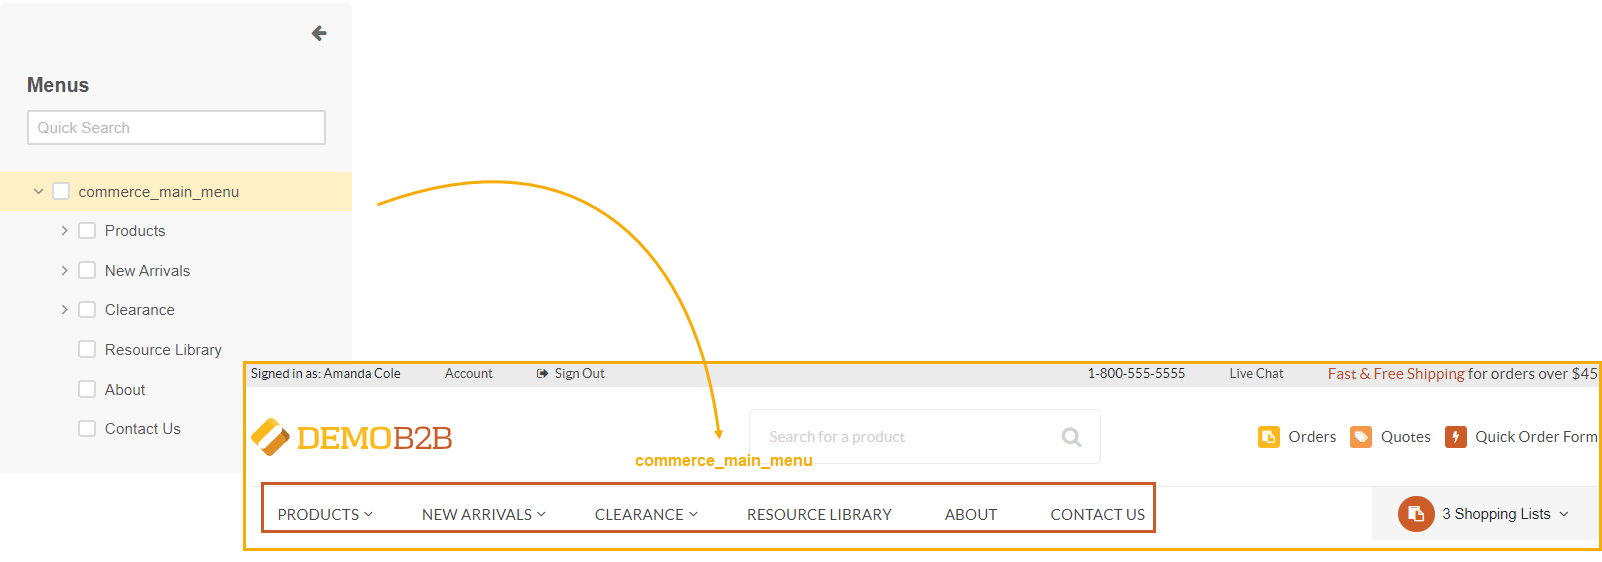 Menus
Quick Search
commerce_main_menu
Products
New Arrivals
Clearance
Resource Library
About
Contact Us
Signed in as: Amanda Cole Account Sign Out 1-800-555-5555 Live Chat Fast & Free Shipping for orders over $45
DEMOB2B Search for a product Orders Quotes Quick Order Form
commerce_main_menu
PRODUCTS NEW ARRIVALS CLEARANCE RESOURCE LIBRARY ABOUT CONTACT US 3 Shopping Lists